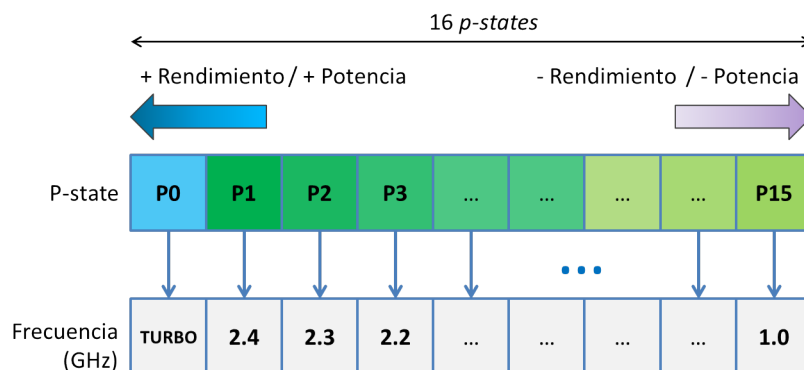 16 p-states
+ Rendimiento / + Potencia
- Rendimiento / - Potencia
P-state
P0 P1 P2 P3 ... ... ... ... P15
...
Frecuencia
(GHz)
TURBO 2.4 2.3 2.2 ... ... ... ... 1.0